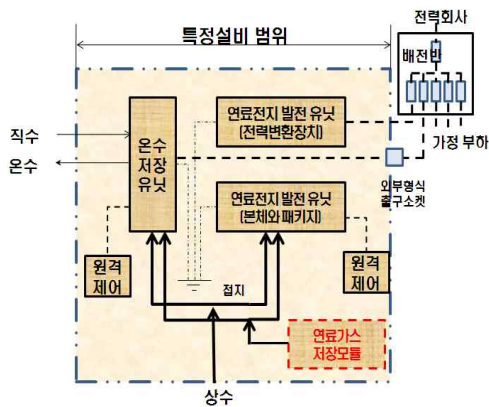 전력회사
특정설비 범위
배전반
연료전지 발전 유닛
(전력변환장치)
직수
온수
온수
저장
유닛
가정 부하
외부형식
출구소켓
연료전지 발전 유닛
(본체와 패키지)
원격
제어
접지
원격
제어
연료가스
저장모듈
상수